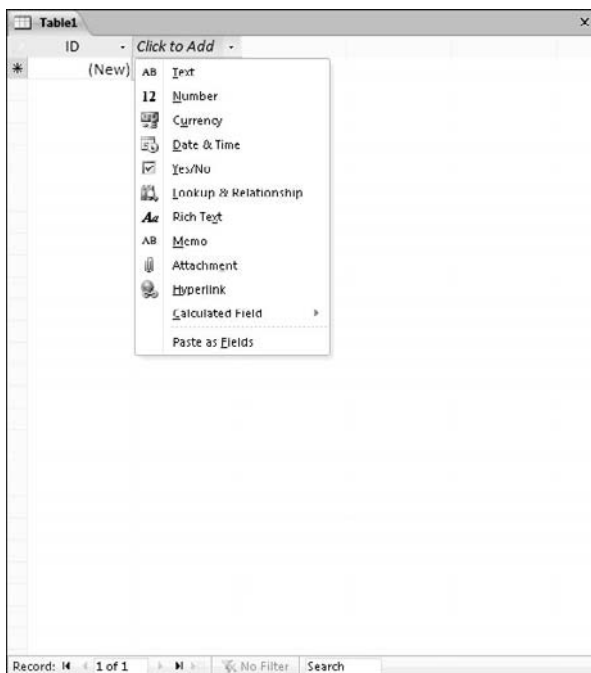 Table1
ID Click to Add
* (New)
AB Text
12 Number
Currency
Date & Time
Yes/No
Lookup & Relationship
Aa Rich Text
AB Memo
Attachment
Hyperlink
Calculated Field
Paste as Fields
Record: 1 of 1 No Filter Search